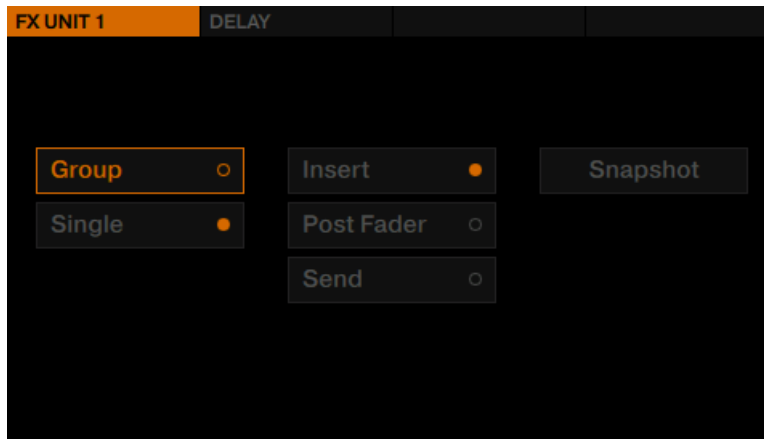 FX UNIT 1
DELAY
Group
Insert
Snapshot
Single
Post Fader
Send